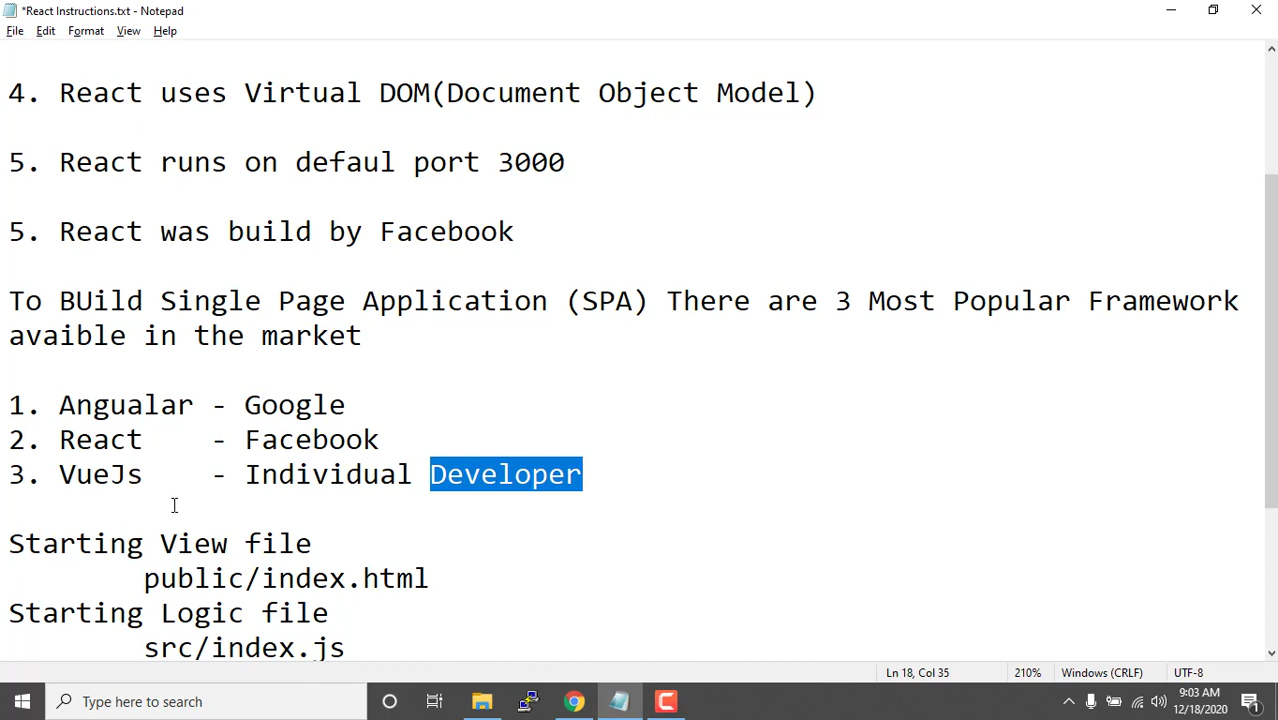 *React Instructions.txt - Notepad
File Edit Format View Help
4. React uses Virtual DOM(Document Object Model)
5. React runs on defaul port 3000
5. React was build by Facebook
To BUild Single Page Application (SPA) There are 3 Most Popular Framework
avaible in the market
1. Angualar - Google
2. React - Facebook
3. VueJs - Individual Developer
Starting View file
public/index.html
Starting Logic file
src/index.js
Ln 18, Col 35 210% Windows (CRLF) UTF-8
Type here to search
9:03 AM
12/18/2020
1